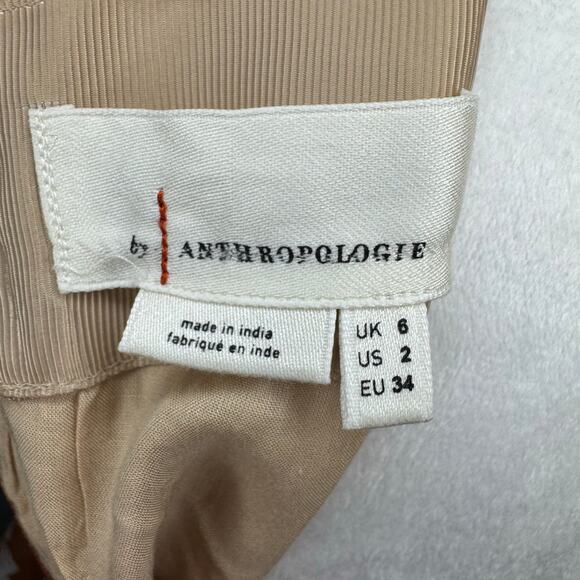 by ANTHROPOLOGIE
made in india
fabriqué en inde
UK 6
US 2
EU 34